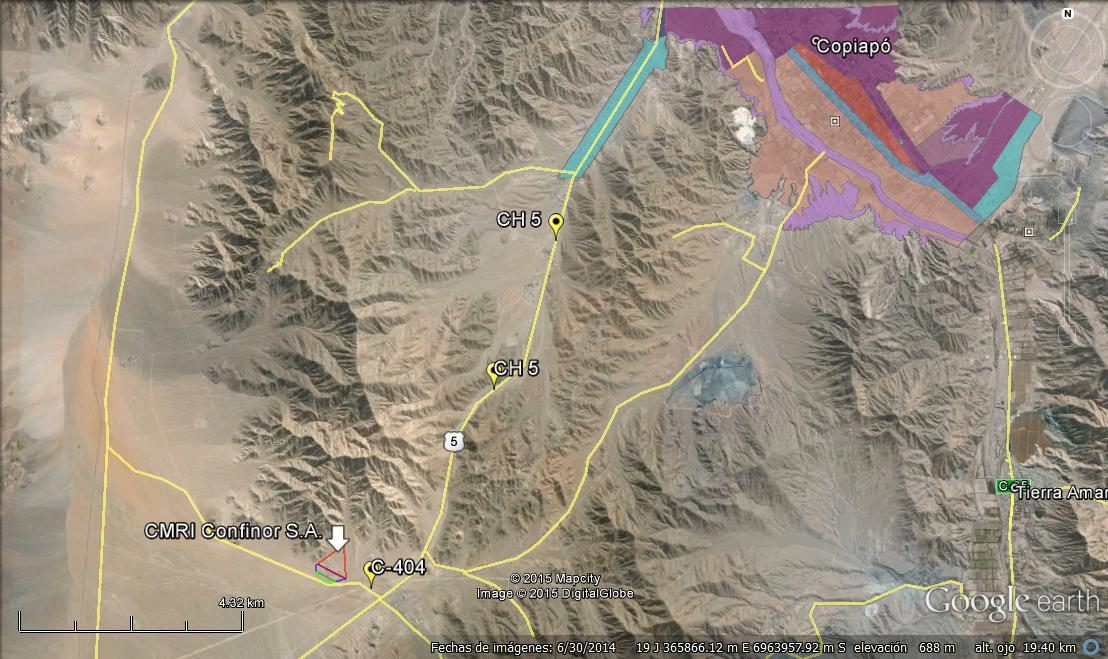 N
Copiapó
CH 5
CH 5
5
Tierra Amar
CMRI Confinor S.A.
C-404
© 2015 Mapcity
Image © 2015 DigitalGlobe
4.32 km
Google earth
Fechas de imágenes: 6/30/2014 19 J 365866.12 m E 6963957.92 m S elevación 688 m alt. ojo 19.40 km